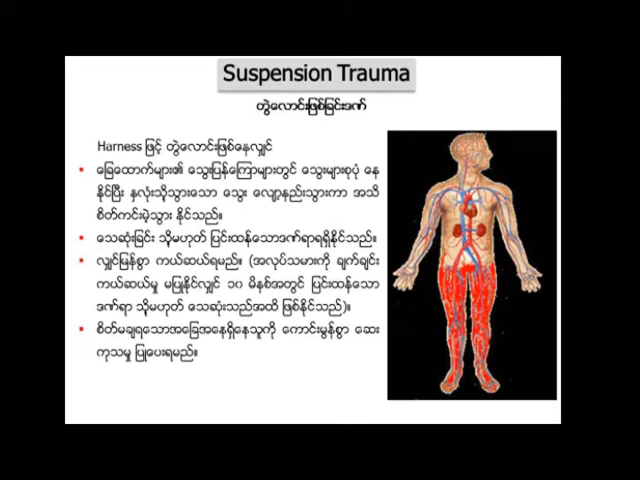 Suspension Trauma
တွဲလောင်းဖြစ်ခြင်းဒဏ်
Harness ဖြင့် တွဲလောင်းဖြစ်နေလျှင်
ခြေထောက်များ၏ သွေးပြန်ကြောများတွင် သွေးများစုပုံ နေ
နိုင်ပြီး နှလုံးသို့သွားသော သွေး လျော့နည်းသွားကာ အသိ
စိတ်ကင်းမဲ့သွား နိုင်သည်။
သေဆုံးခြင်း သို့မဟုတ် ပြင်းထန်သောဒဏ်ရာရရှိနိုင်သည်။
လျှင်မြန်စွာ ကယ်ဆယ်ရမည်။ (အလုပ်သမားကို ချက်ချင်း
ကယ်ဆယ်မှု မပြုနိုင်လျှင် ၁၀ မိနစ်အတွင် ပြင်းထန်သော
ဒဏ်ရာ သို့မဟုတ် သေဆုံးသည်အထိ ဖြစ်နိုင်သည်)။
စိတ်မချရသောအခြေအနေရှိနေသူကို ကောင်းမွန်စွာ ဆေး
ကုသမှု ပြုပေးရမည်။